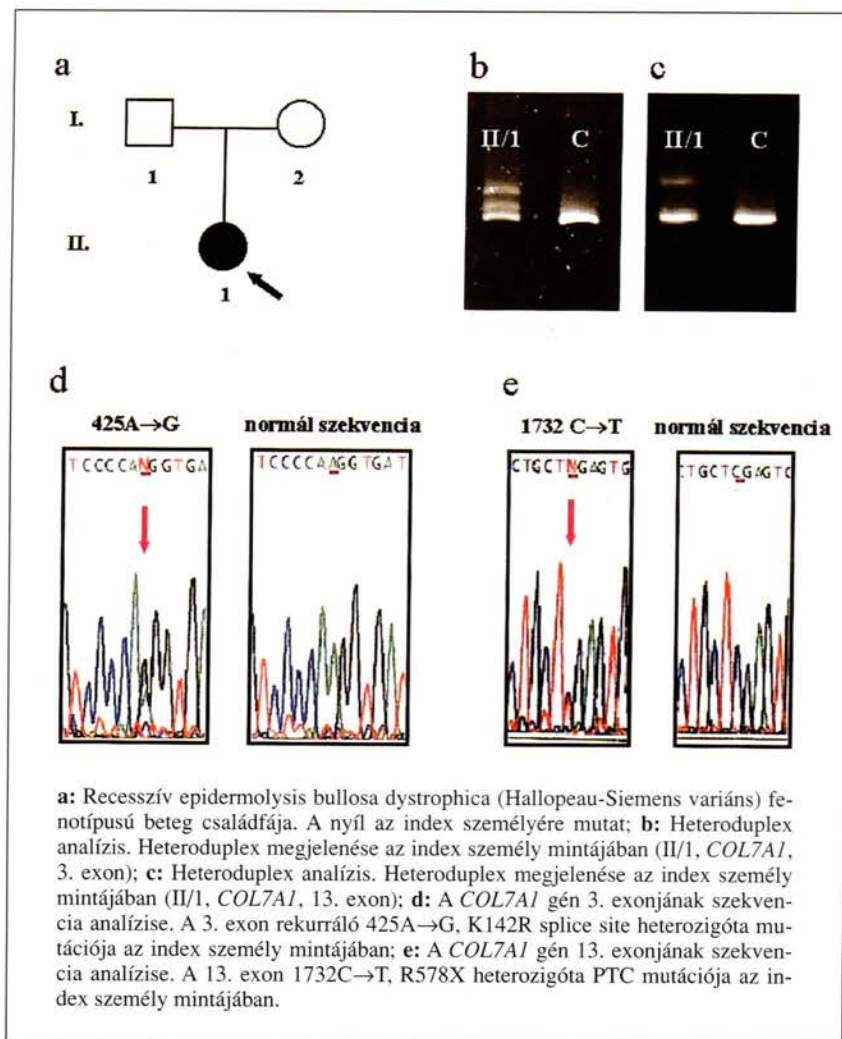 a
b
c
I.
1
2
II.
1
II/1
C
II/1
C
d
e
425A→G
normál szekvencia
1732 C→T
normál szekvencia
TCCCCANGGTGA
TCCCCAAGGTGAT
CTGCTNGAGTG
CTGCTCGAGTC
a: Recesszív epidermolysis bullosa dystrophica (Hallopeau-Siemens variáns) fe-
notípusú beteg családfája. A nyíl az index személyére mutat; b: Heteroduplex
analízis. Heteroduplex megjelenése az index személy mintájában (II/1, COL7A1,
3. exon); c: Heteroduplex analízis. Heteroduplex megjelenése az index személy
mintájában (II/1, COL7A1, 13. exon); d: A COL7A1 gén 3. exonjának szekven-
cia analízise. A 3. exon rekurráló 425A→G, K142R splice site heterozigóta mu-
tációja az index személy mintájában; e: A COL7A1 gén 13. exonjának szekven-
cia analízise. A 13. exon 1732C→T, R578X heterozigóta PTC mutációja az in-
dex személy mintájában.